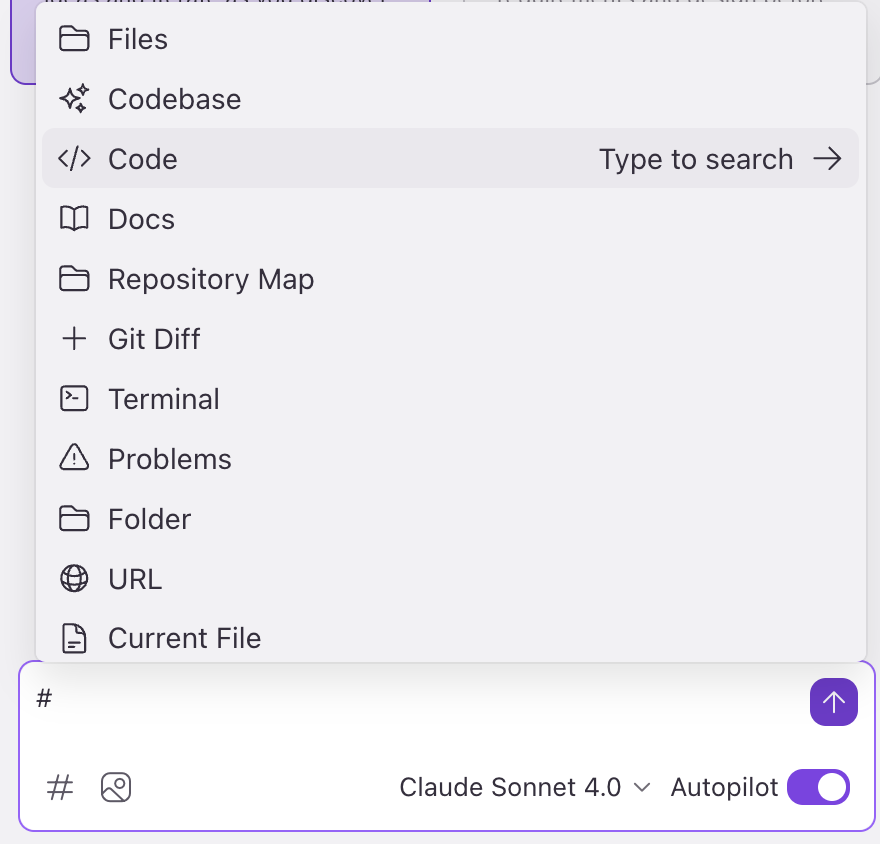 Files
Codebase
Code Type to search
Docs
Repository Map
Git Diff
Terminal
Problems
Folder
URL
Current File
#
Claude Sonnet 4.0 Autopilot